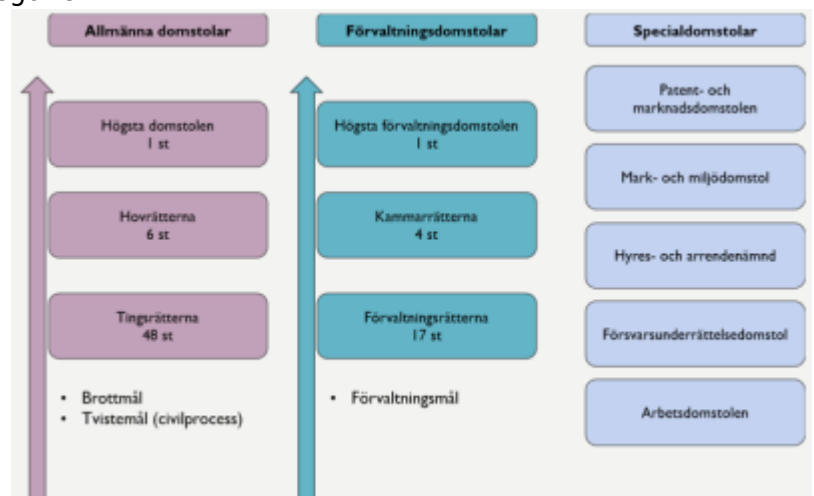 Allmänna domstolar
Högsta domstolen
1 st
Hovrätterna
6 st
Tingsrätterna
48 st
• Brottmål
• Tvistemål (civilprocess)
Förvaltningsdomstolar
Högsta förvaltningsdomstolen
1 st
Kammarrätterna
4 st
Förvaltningsrätterna
17 st
• Förvaltningsmål
Specialdomstolar
Patent- och
marknadsdomstolen
Mark- och miljödomstol
Hyres- och arrendenämnd
Försvarsunderrättelsedomstol
Arbetsdomstolen